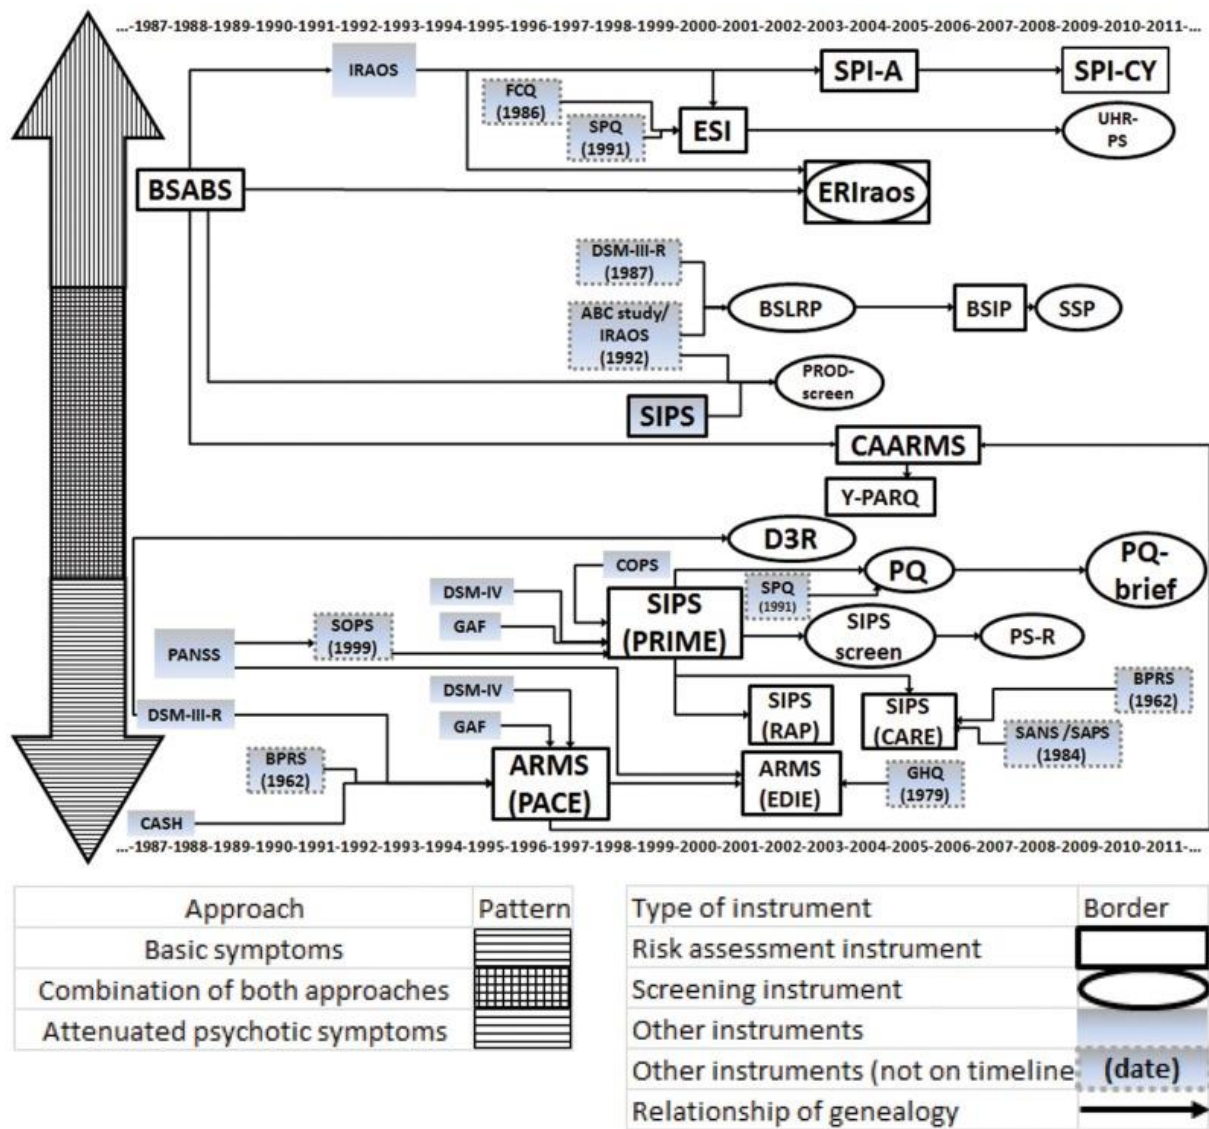 ...-1987-1988-1989-1990-1991-1992-1993-1994-1995-1996-1997-1998-1999-2000-2001-2002-2003-2004-2005-2006-2007-2008-2009-2010-2011-...
IRAOS
SPI-A
SPI-CY
FCQ
(1986)
SPQ
(1991)
ESI
UHR-
PS
BSABS
ERIraos
DSM-III-R
(1987)
ABC study/
IRAOS
(1992)
BSLRP
BSIP
SSP
PROD-
screen
SIPS
CAARMS
Y-PARQ
D3R
COPS
PQ
PQ-
brief
DSM-IV
SPQ
(1991)
GAF
SIPS
(PRIME)
SOPS
(1999)
SIPS
screen
PS-R
PANSS
DSM-IV
BPRS
(1962)
DSM-III-R
GAF
SIPS
(RAP)
SIPS
(CARE)
SANS /SAPS
(1984)
BPRS
(1962)
ARMS
(PACE)
ARMS
(EDIE)
GHQ
(1979)
CASH
...-1987-1988-1989-1990-1991-1992-1993-1994-1995-1996-1997-1998-1999-2000-2001-2002-2003-2004-2005-2006-2007-2008-2009-2010-2011-...
Approach Pattern
Basic symptoms
Combination of both approaches
Attenuated psychotic symptoms
Type of instrument Border
Risk assessment instrument
Screening instrument
Other instruments
Other instruments (not on timeline (date)
Relationship of genealogy